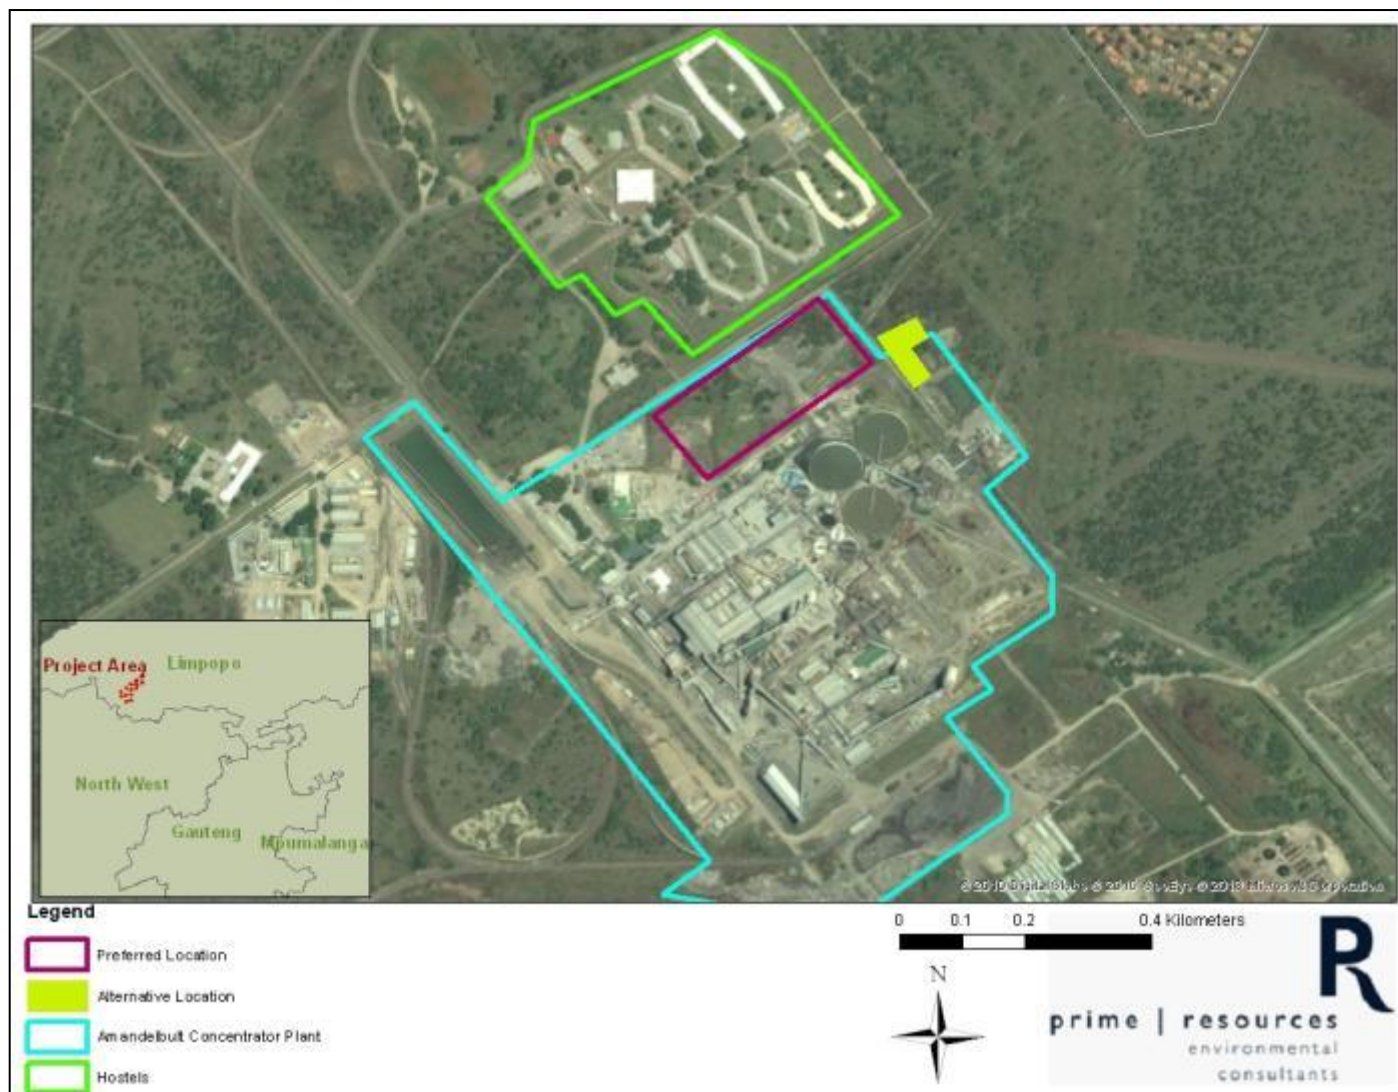 Project Area
Limpopo
North West
Gauteng
Mpumalanga
Legend
Preferred Location
Alternative Location
Amandelbult Concentrator Plant
Hostels
0 0.1 0.2 0.4 Kilometers
N
R
prime | resources
environmental
consultants